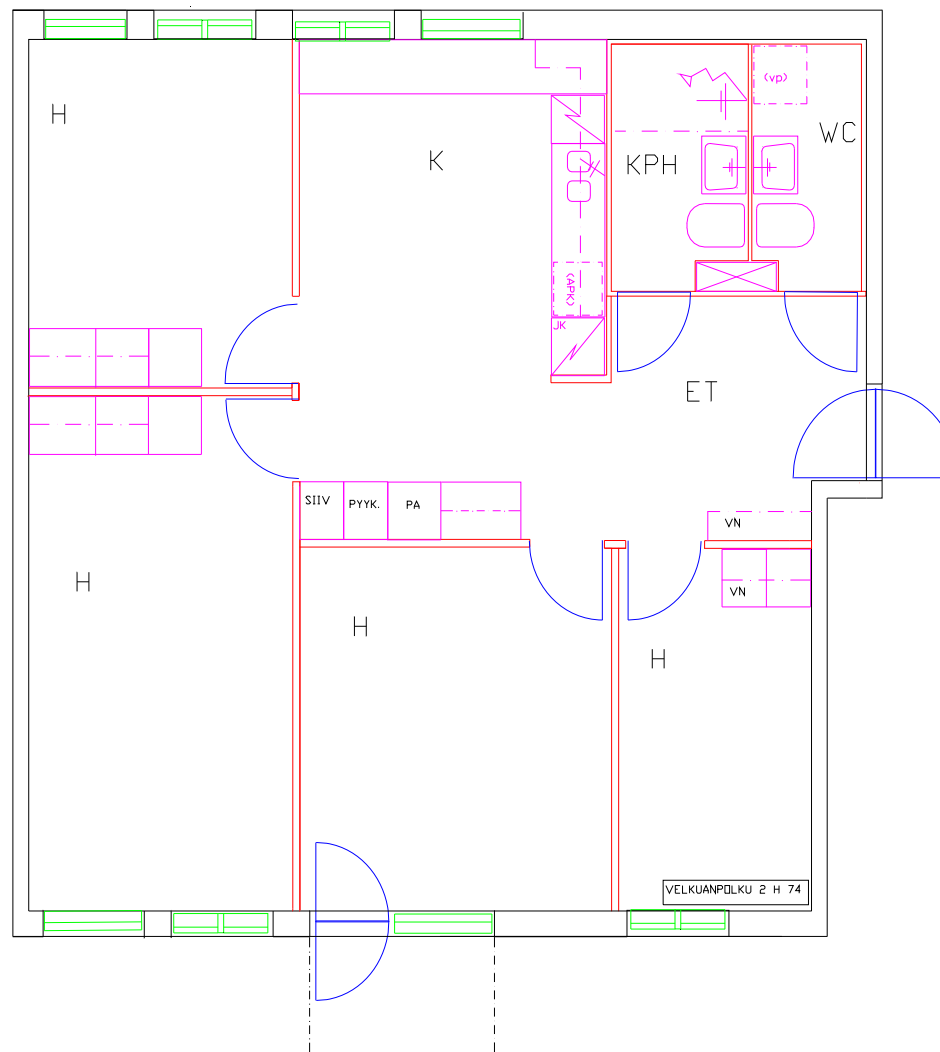 H
K
KPH
(vp)
WC
(APK)
JK
ET
SIIV
PYYK.
PA
VN
VN
H
H
H
VELKUANPOLKU 2 H 74